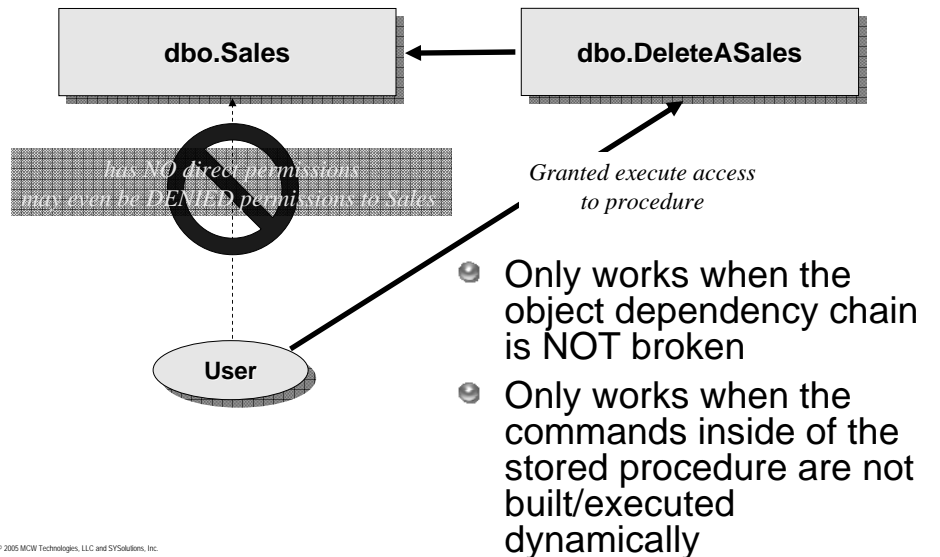 dbo.Sales
dbo.DeleteASales
has NO direct permissions
may even be DENIED permissions to Sales
Granted execute access
to procedure
User
Only works when the
object dependency chain
is NOT broken
Only works when the
commands inside of the
stored procedure are not
built/executed
dynamically
© 2005 MCW Technologies, LLC and SYSolutions, Inc.